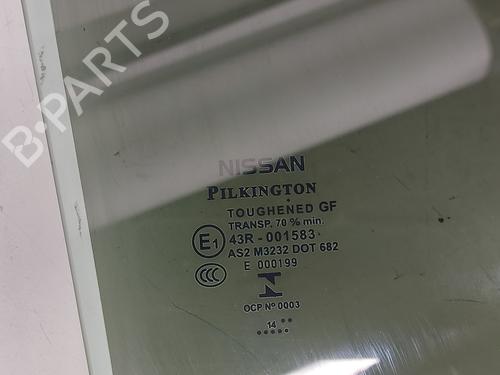 B-PARTS
NISSAN
PILKINGTON
TOUGHENED GF
TRANSP. 70 % min.
E1 43R - 001583
AS2 M3232 DOT 682
E 000199
CCC
N
OCP Nº 0003
14